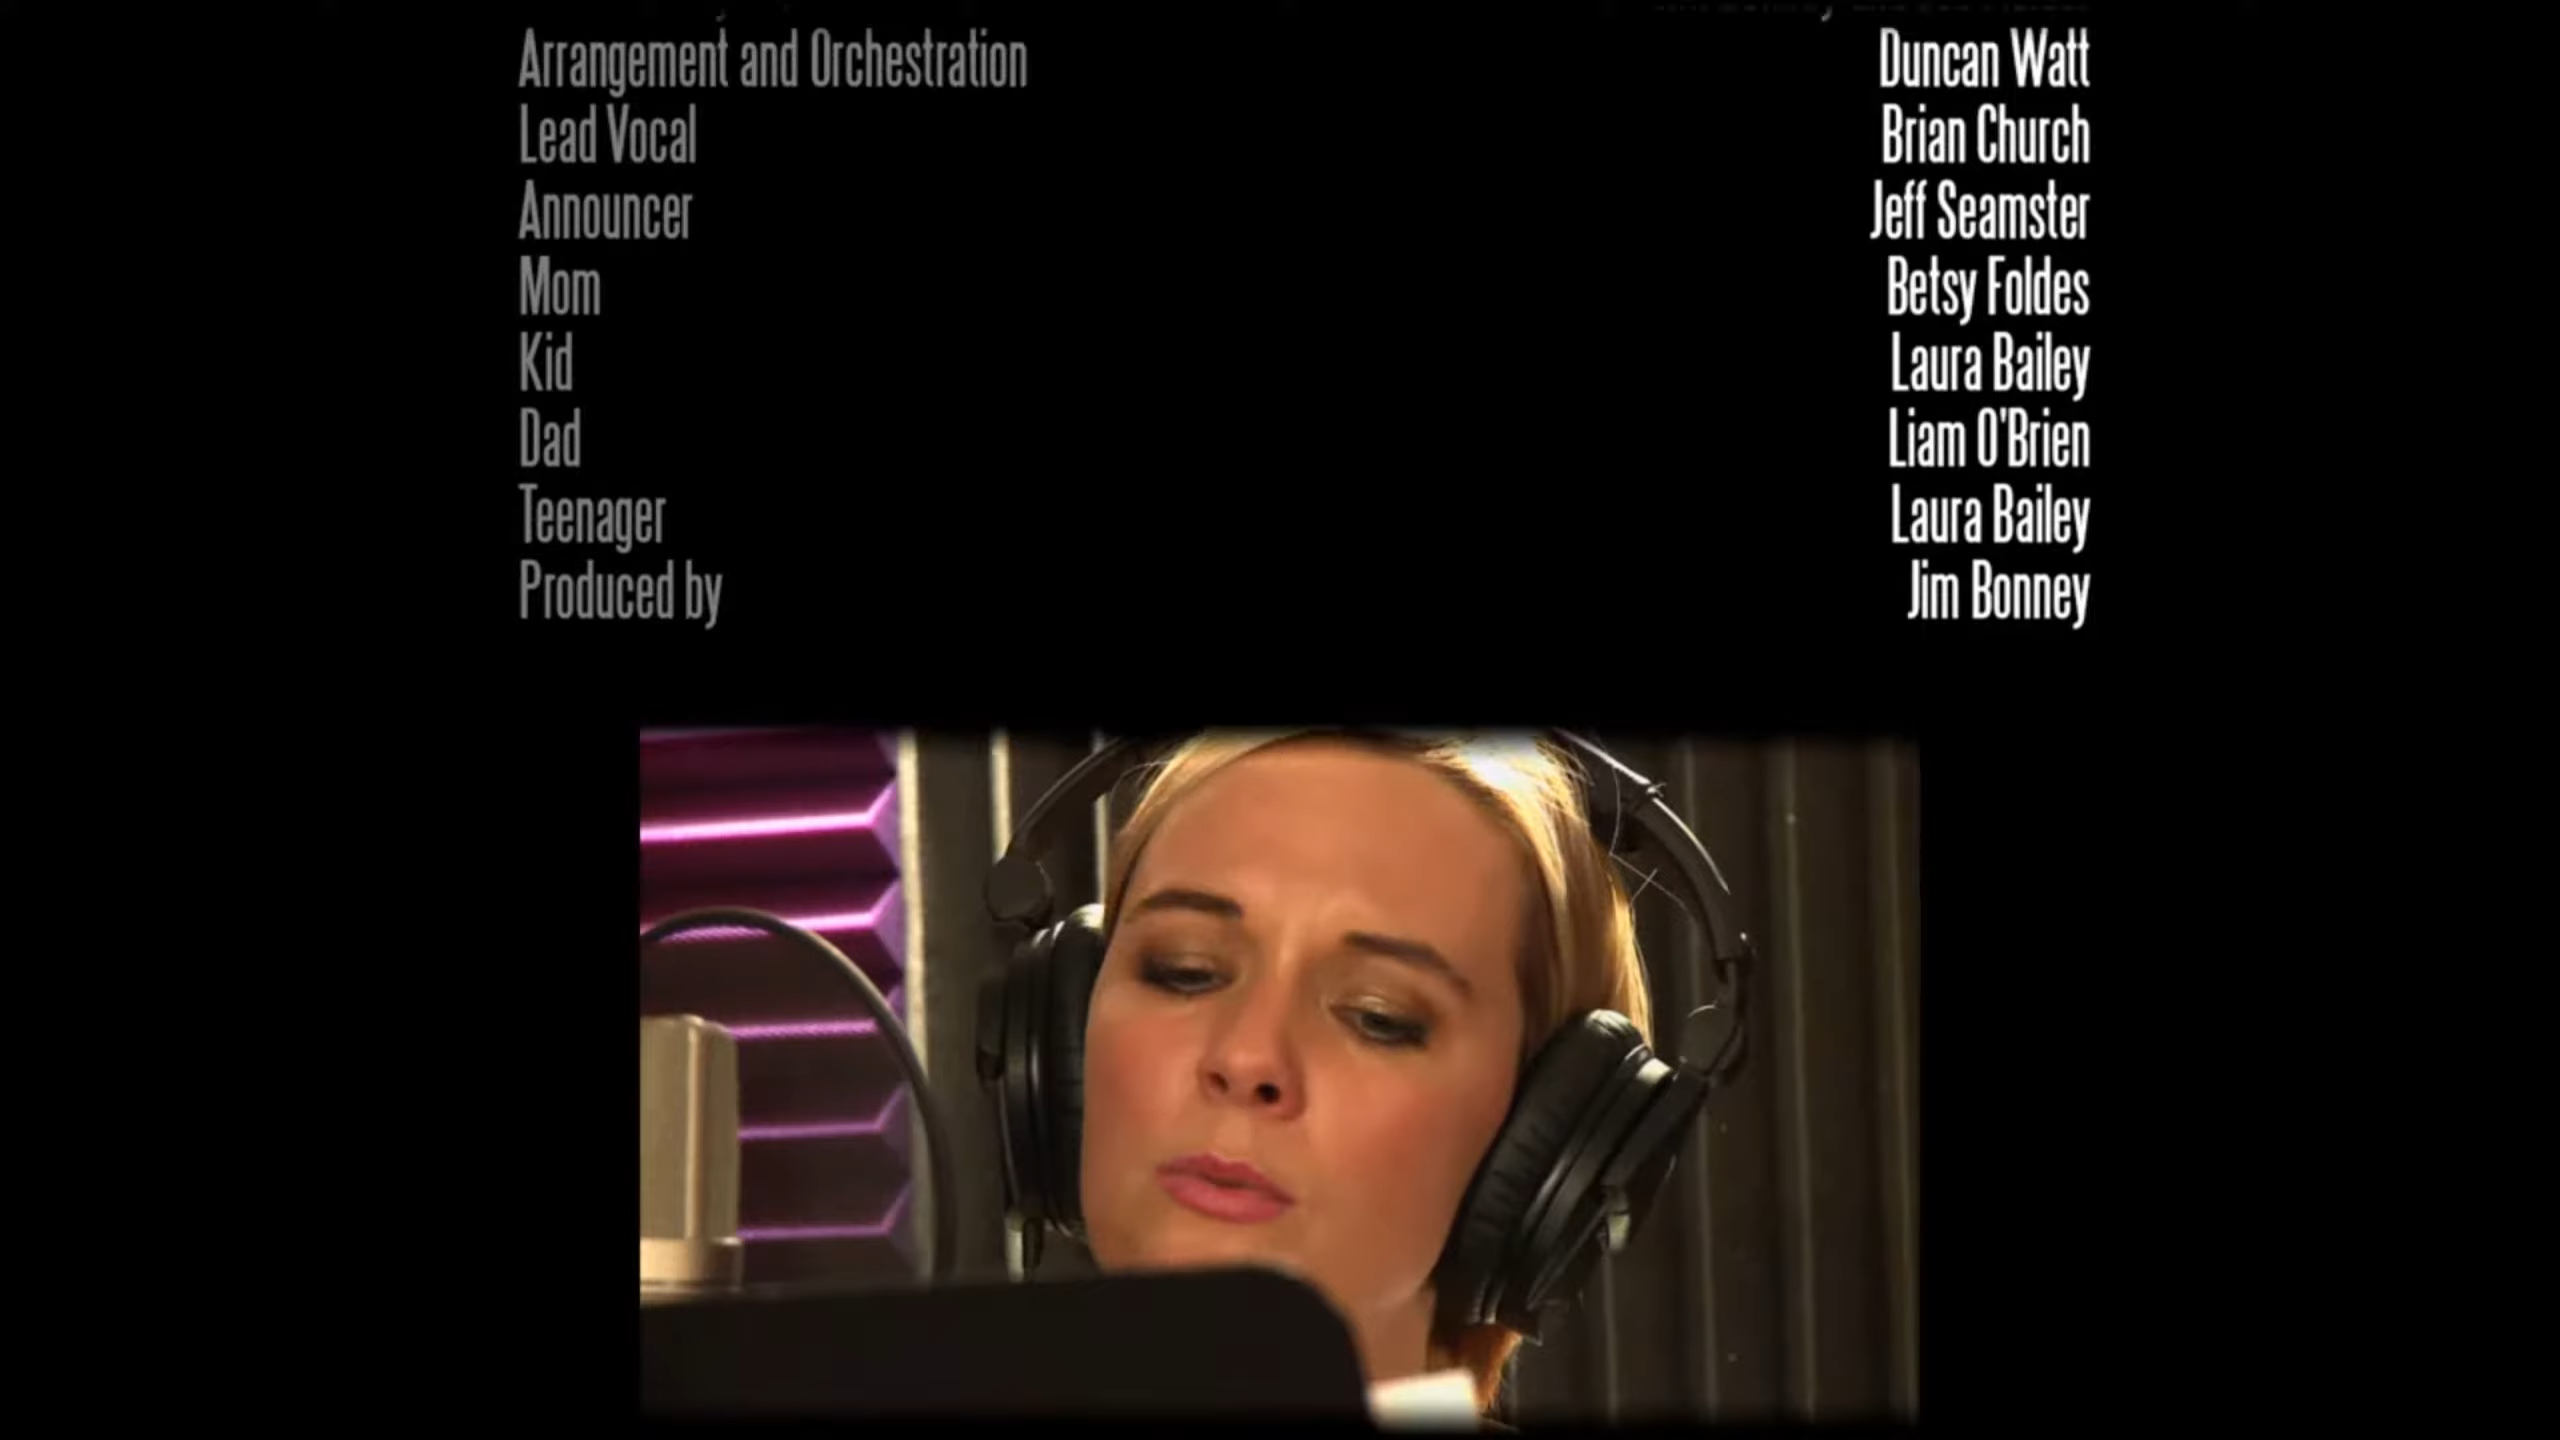 Arrangement and Orchestration Duncan Watt
Lead Vocal Brian Church
Announcer Jeff Seamster
Mom Betsy Foldes
Kid Laura Bailey
Dad Liam O'Brien
Teenager Laura Bailey
Produced by Jim Bonney